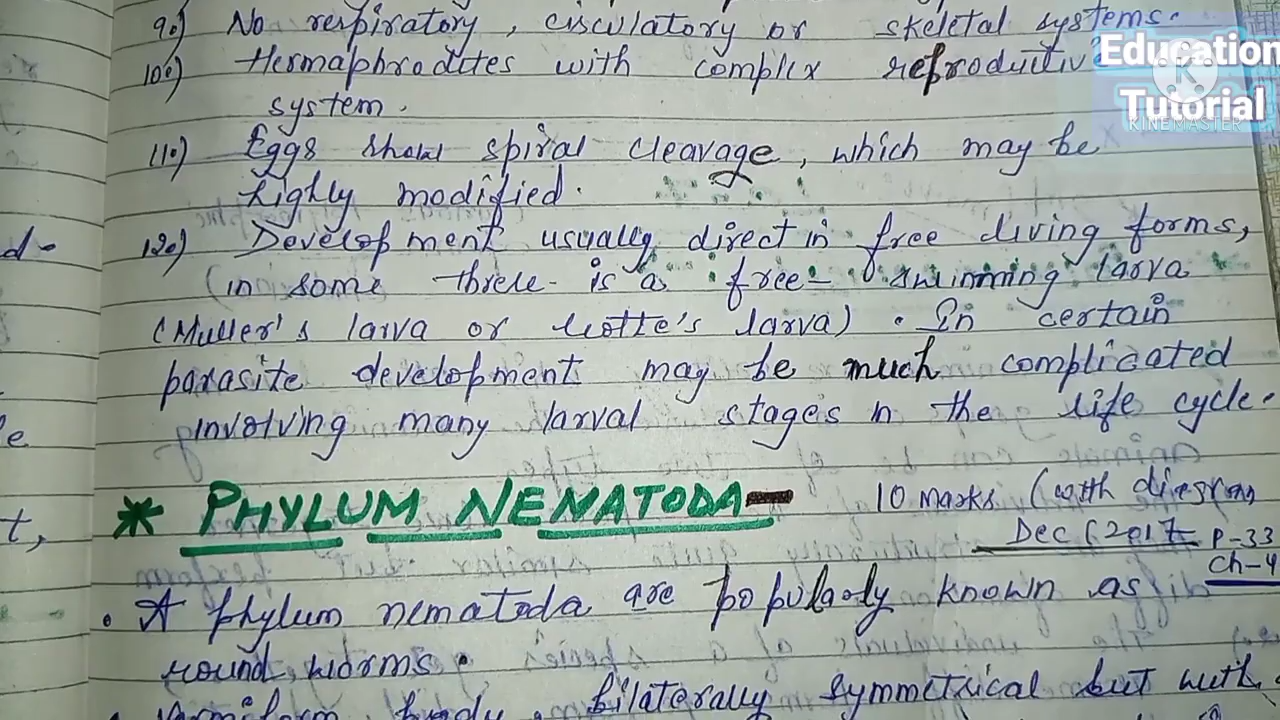 9.) No respiratory, circulatory or skeletal systems.
Education
10.) Hermaphrodites with complex reproductiv
Tutorial
KINEMASTER
system.
11.) Eggs show spiral cleavage, which may be
highly modified.
d-
12.) Development usually direct in free living forms,
(in some three is a free- swimming larva
(Muller's larva or Gotte's larva). In certain
parasite development may be much complicated
involving many larval stages in the life cycle.
e
* PHYLUM NEMATODA- 10 marks (with diagram
t,
Dec (2017 P-33
Ch-4
• A phylum nematoda are popularly known as
round worms.
body, bilaterally symmetrical but with